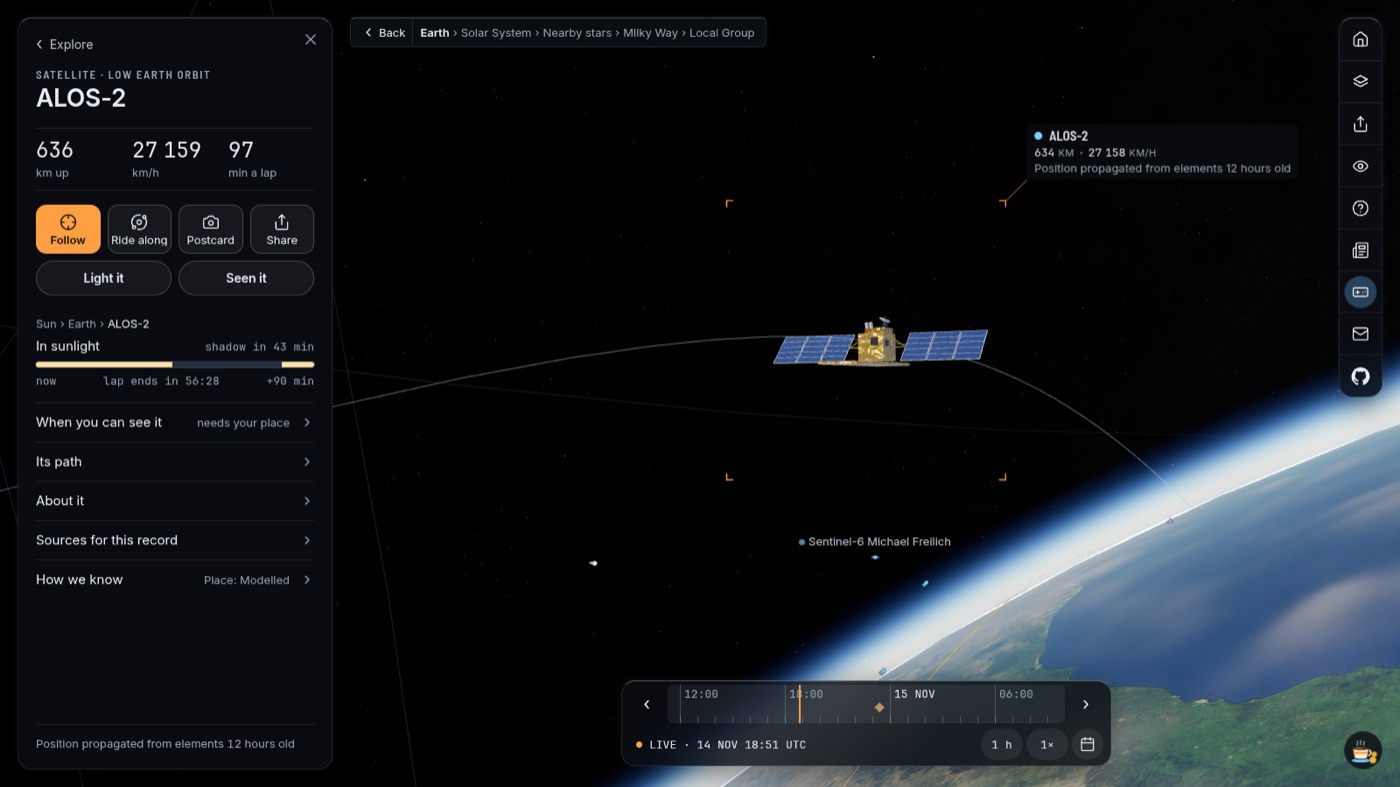 Explore
SATELLITE · LOW EARTH ORBIT
ALOS-2
636 27 159 97
km up km/h min a lap
Follow Ride along Postcard Share
Light it Seen it
Sun › Earth › ALOS-2
In sunlight shadow in 43 min
now lap ends in 56:28 +90 min
When you can see it needs your place
Its path
About it
Sources for this record
How we know Place: Modelled
Position propagated from elements 12 hours old
Back Earth › Solar System › Nearby stars › Milky Way › Local Group
ALOS-2
634 KM · 27 158 KM/H
Position propagated from elements 12 hours old
Sentinel-6 Michael Freilich
12:00 18:00 15 NOV 06:00
LIVE · 14 NOV 18:51 UTC 1 h 1×